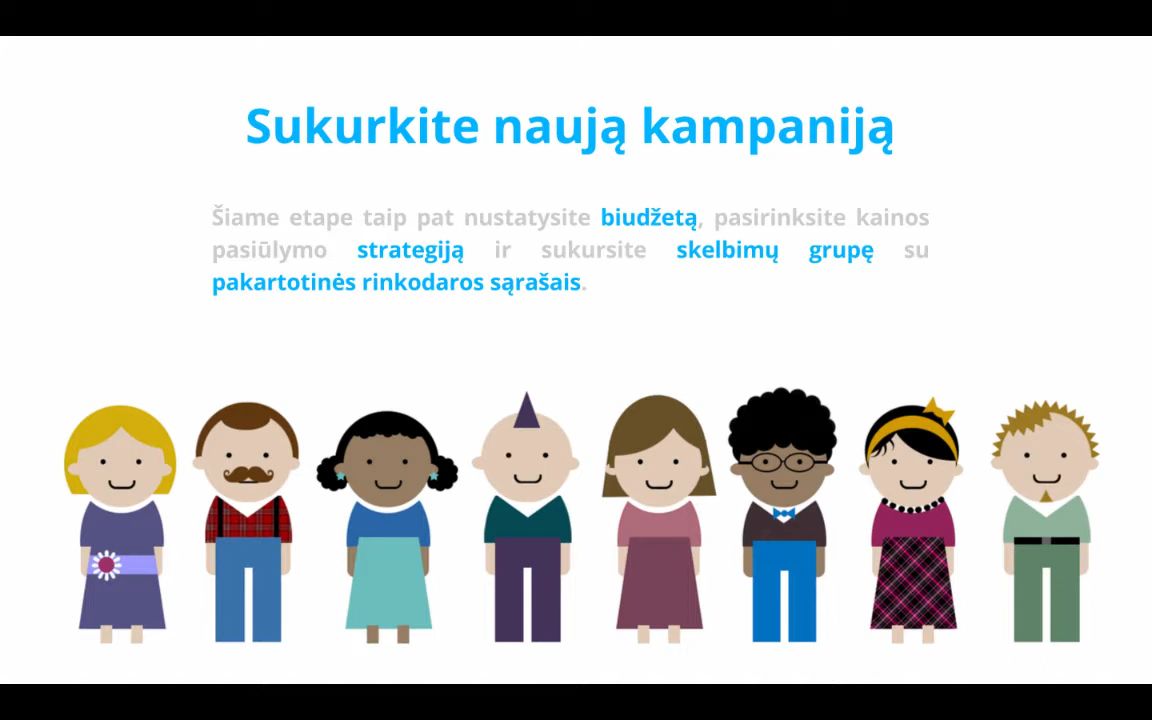 Sukurkite naują kampaniją
Šiame etape taip pat nustatysite biudžetą, pasirinksite kainos
pasiūlymo strategiją ir sukursite skelbimų grupę su
pakartotinės rinkodaros sąrašais.